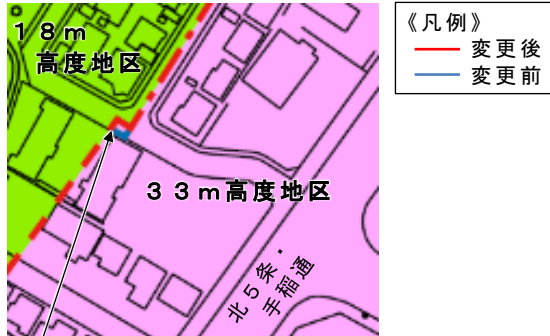 18m
高度地区
33m高度地区
北5条・
手稲通
《凡例》
変更後
変更前